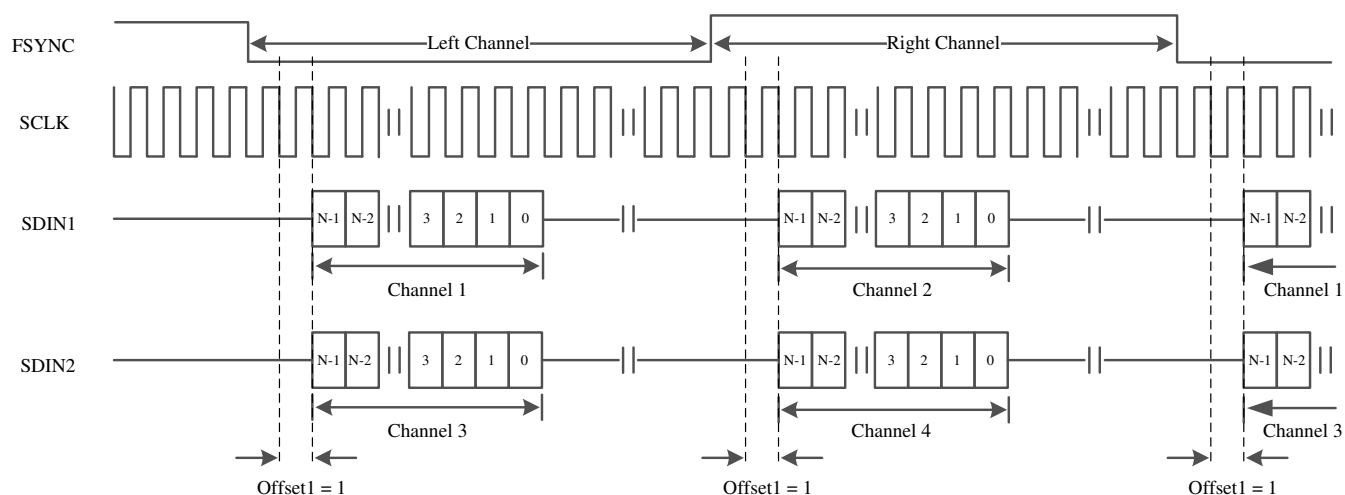 FSYNC
Left Channel
Right Channel
SCLK
SDIN1
N-1 N-2 3 2 1 0 N-1 N-2 3 2 1 0 N-1 N-2
Channel 1 Channel 2 Channel 1
SDIN2
N-1 N-2 3 2 1 0 N-1 N-2 3 2 1 0 N-1 N-2
Channel 3 Channel 4 Channel 3
Offset1 = 1 Offset1 = 1 Offset1 = 1